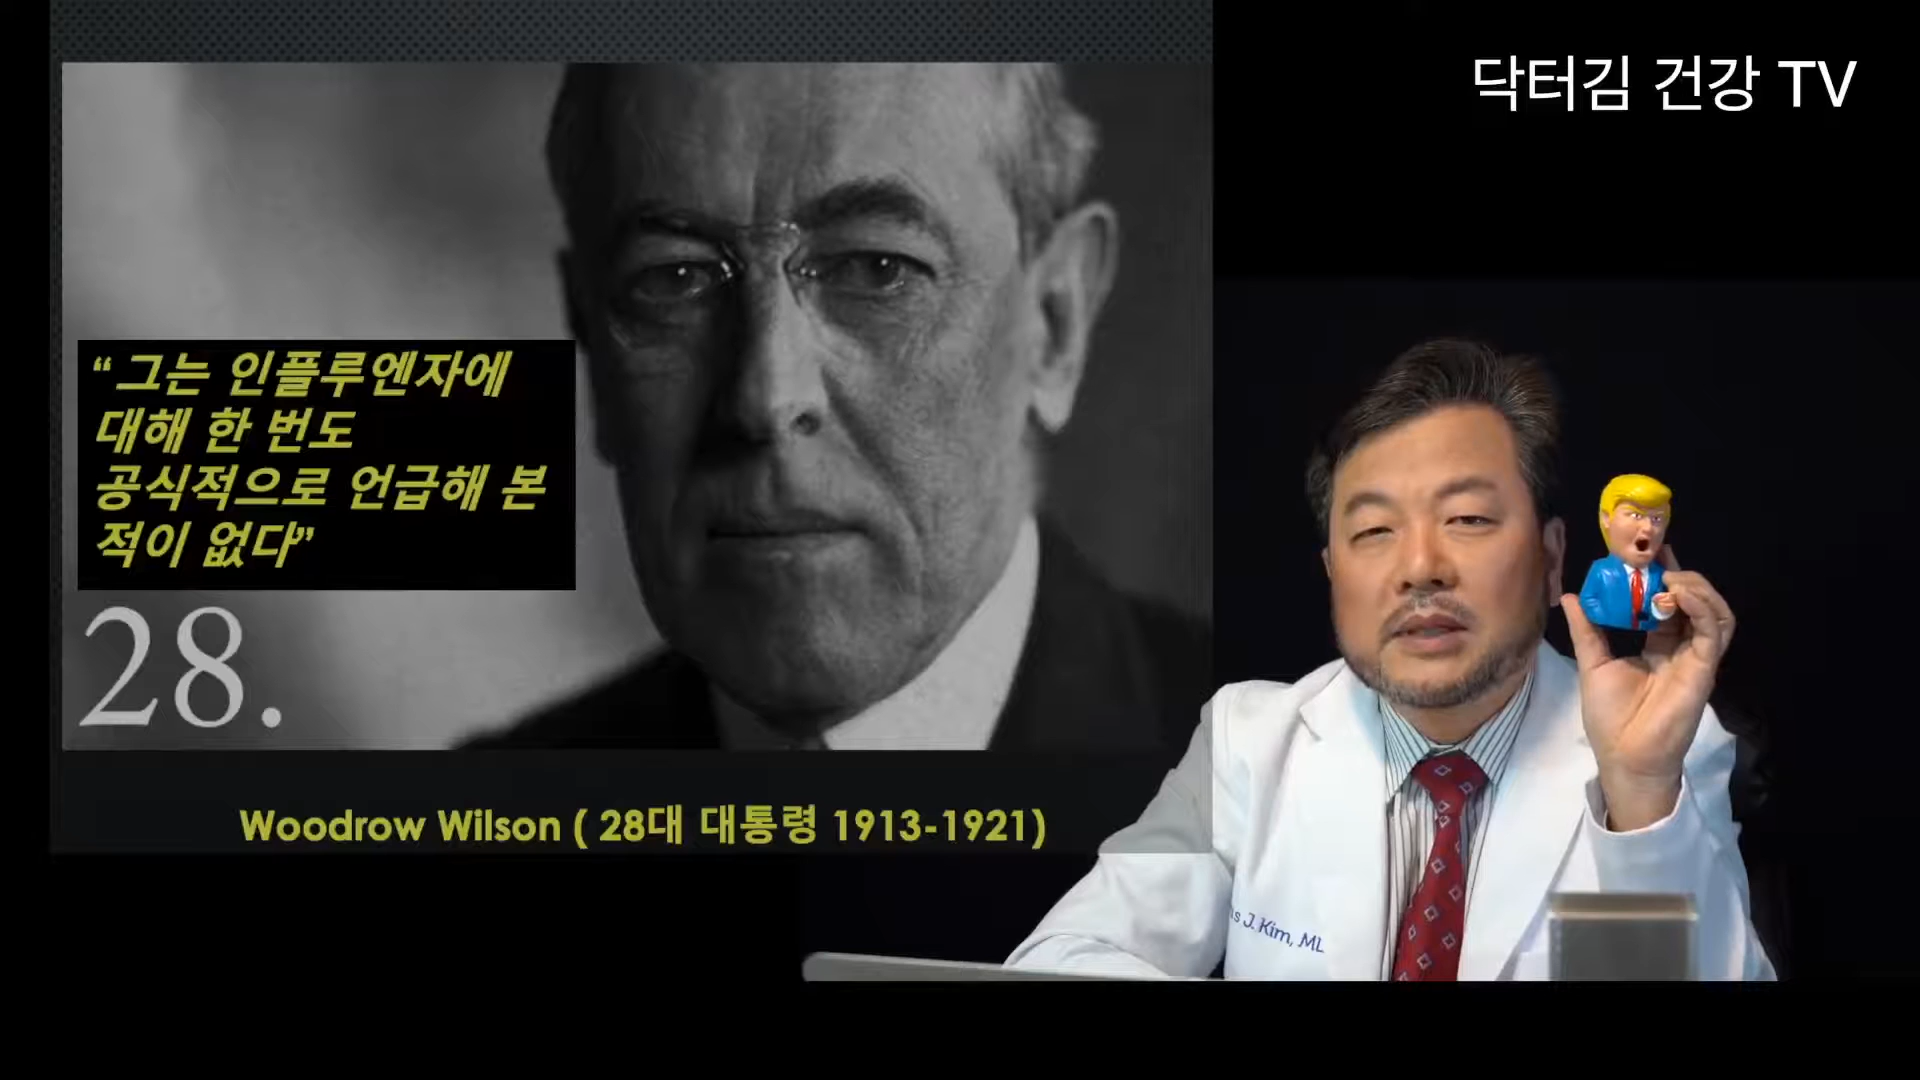 닥터김 건강 TV
“그는 인플루엔자에
대해 한 번도
공식적으로 언급해 본
적이 없다”
28.
Woodrow Wilson ( 28대 대통령 1913-1921)
J. Kim,